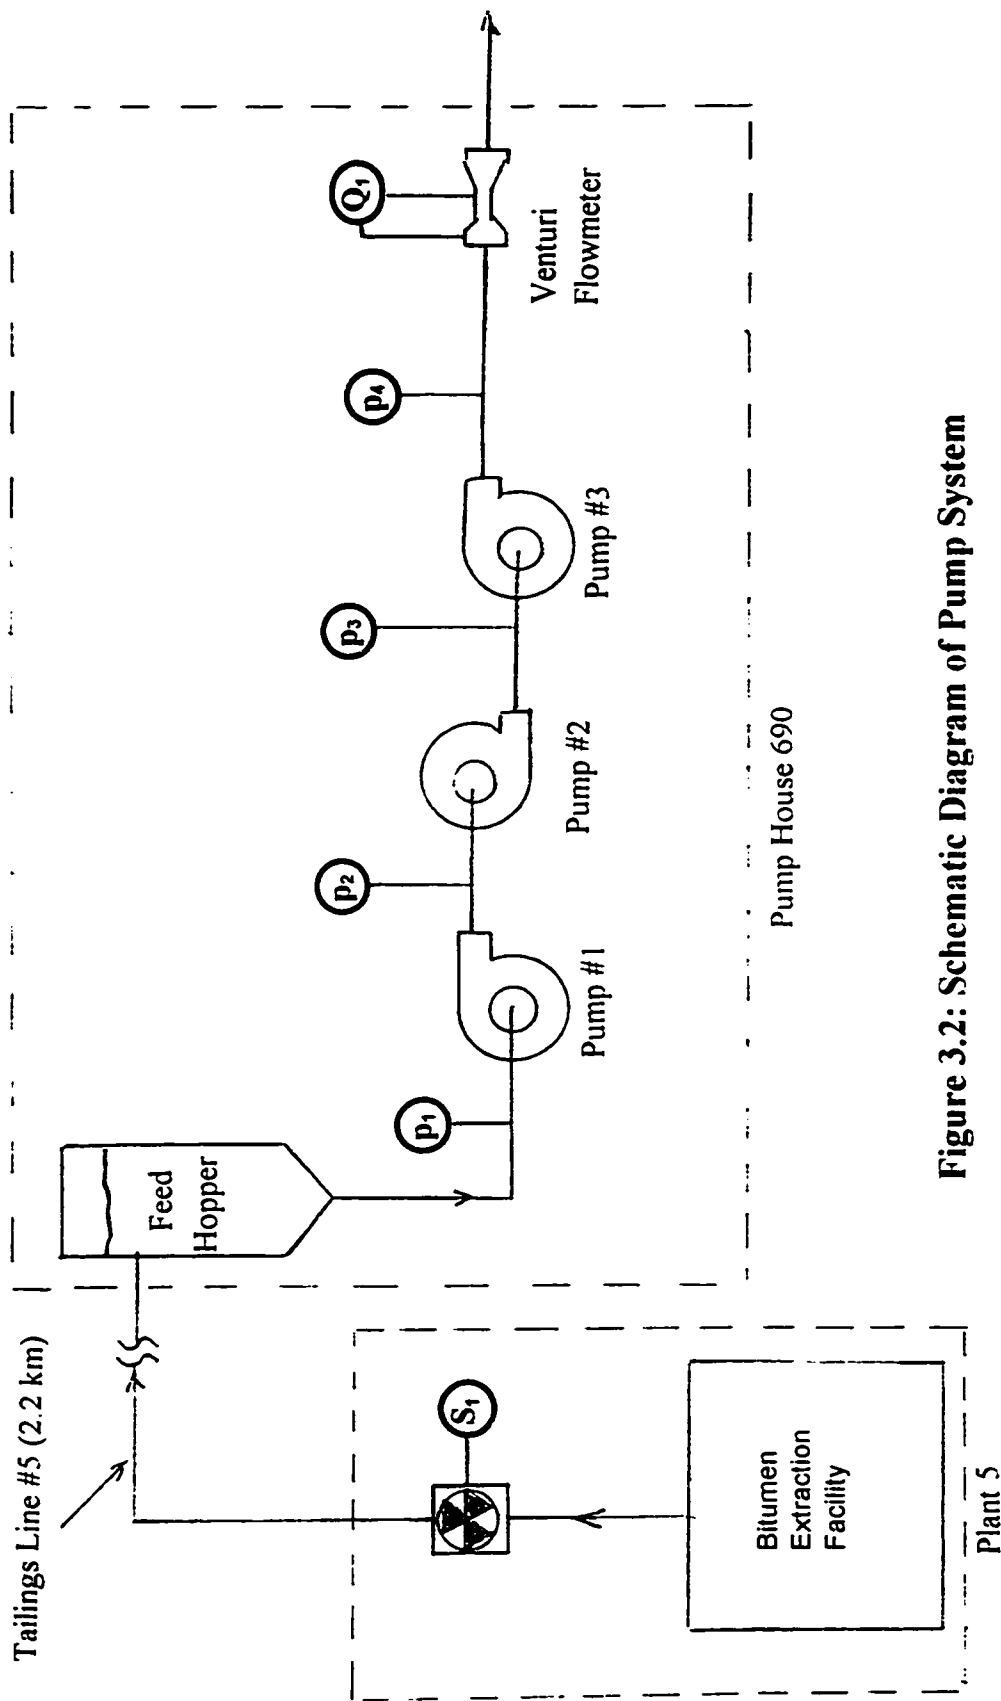 Tailings Line #5 (2.2 km)
Feed
Hopper
p1
p2
p3
p4
Q1
Pump #1
Pump #2
Pump #3
Venturi
Flowmeter
Pump House 690
S1
Bitumen
Extraction
Facility
Plant 5
Figure 3.2: Schematic Diagram of Pump System